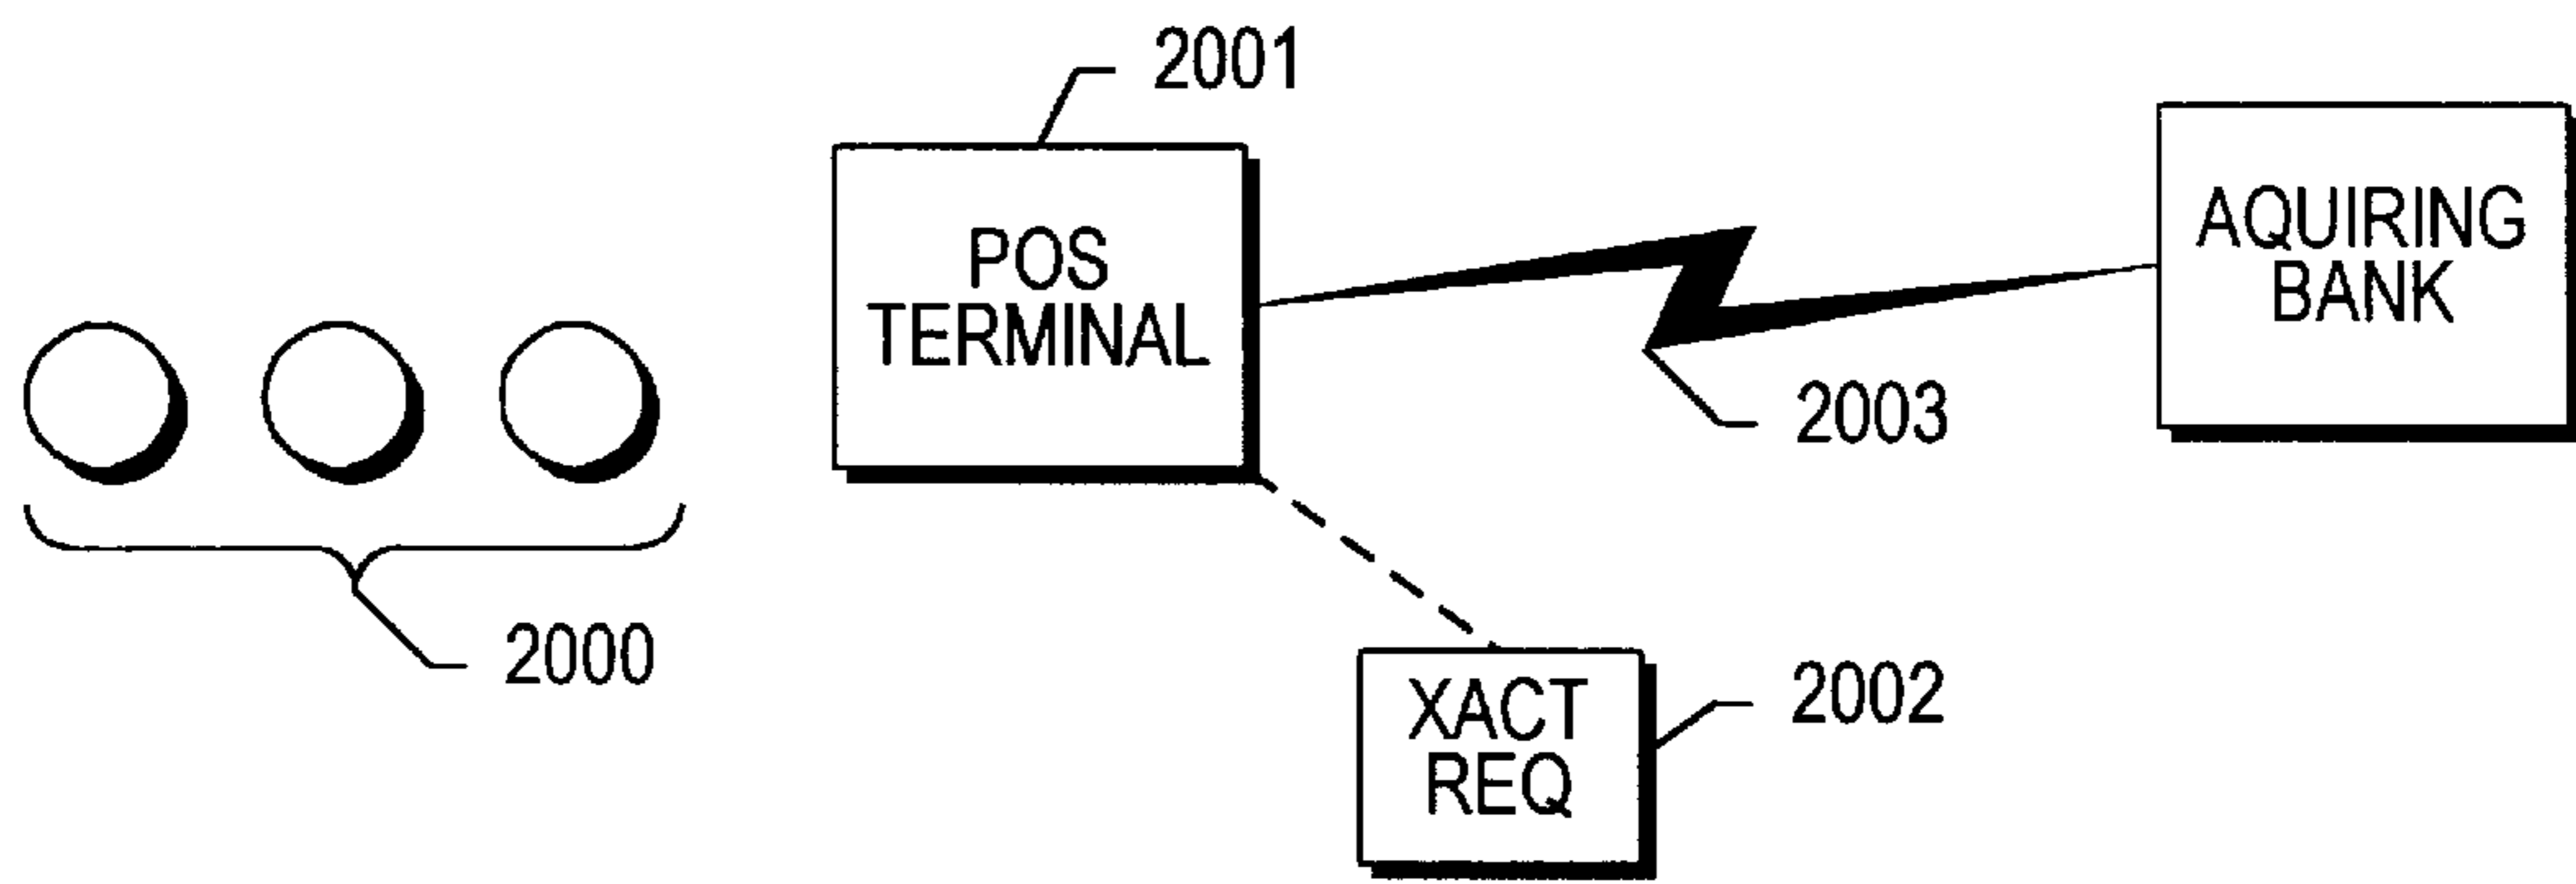 2001
POS
TERMINAL
AQUIRING
BANK
2003
2000
XACT
REQ
2002